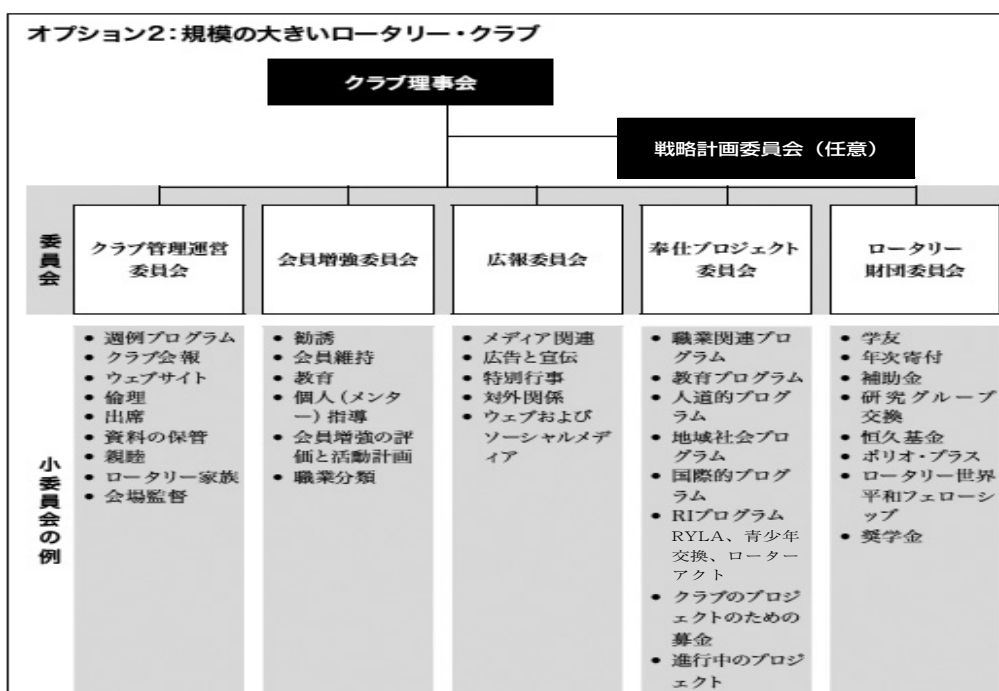 オプション2：規模の大きいロータリー・クラブ
クラブ理事会
戦略計画委員会（任意）
委員会
クラブ管理運営
委員会
会員増強委員会
広報委員会
奉仕プロジェクト
委員会
ロータリー
財団委員会
小委員会の例
• 週例プログラム
• クラブ会報
• ウェブサイト
• 倫理
• 出席
• 資料の保管
• 親睦
• ロータリー家族
• 会場監督
• 勧誘
• 会員維持
• 教育
• 個人（メンタ
ー）指導
• 会員増強の評
価と活動計画
• 職業分類
• メディア関連
• 広告と宣伝
• 特別行事
• 対外関係
• ウェブおよび
ソーシャルメデ
ィア
• 職業関連プロ
グラム
• 教育プログラム
• 人道的プログ
ラム
• 地域社会プロ
グラム
• 国際的プログ
ラム
• RIプログラム
RYLA、青少年
交換、ローター
アクト
• クラブのプロジ
ェクトのための
募金
• 進行中のプロジ
ェクト
• 学友
• 年次寄付
• 補助金
• 研究グループ
交換
• 恒久基金
• ポリオ・プラス
• ロータリー世界
平和フェローシ
ップ
• 奨学金